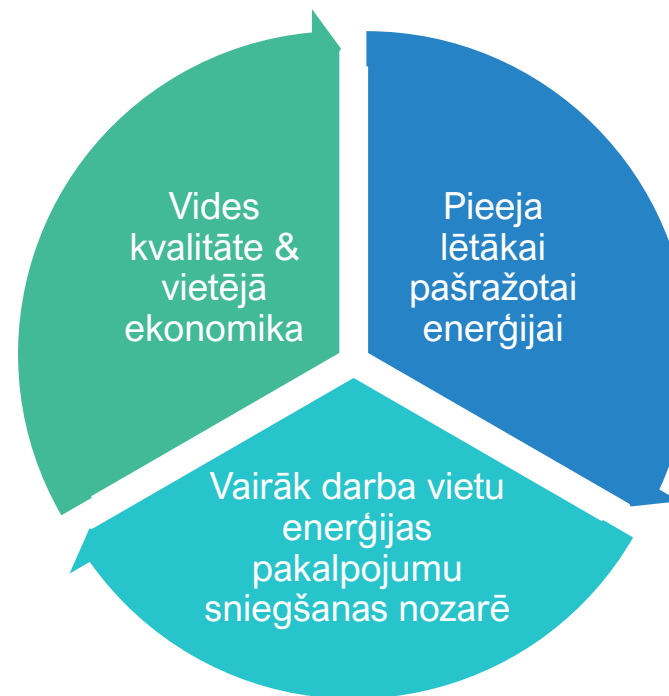 Vides
kvalitāte &
vietējā
ekonomika
Pieeja
lētākai
pašražotai
enerģijai
Vairāk darba vietu
enerģijas
pakalpojumu
sniegšanas nozarē